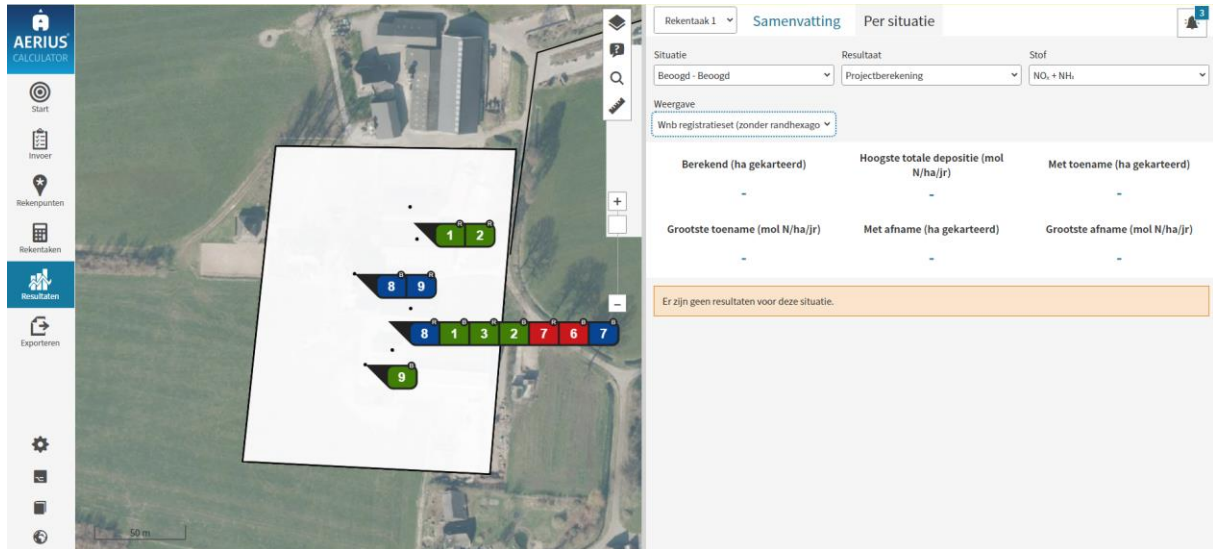 AERIUS
CALCULATOR
Start
Invoer
Rekenpunten
Rekentaken
Resultaten
Exporteren
R R
1 2
B R
8 9
R B B R B B
8 1 3 2 7 6 7
B
9
+
−
50 m
Rekentaak 1 Samenvatting Per situatie 3
Situatie Resultaat Stof
Beoogd - Beoogd Projectberekening NOₓ + NH₃
Weergave
Wnb registratieset (zonder randhexago
Berekend (ha gekarteerd) Hoogste totale depositie (mol N/ha/jr) Met toename (ha gekarteerd)
- - -
Grootste toename (mol N/ha/jr) Met afname (ha gekarteerd) Grootste afname (mol N/ha/jr)
- - -
Er zijn geen resultaten voor deze situatie.